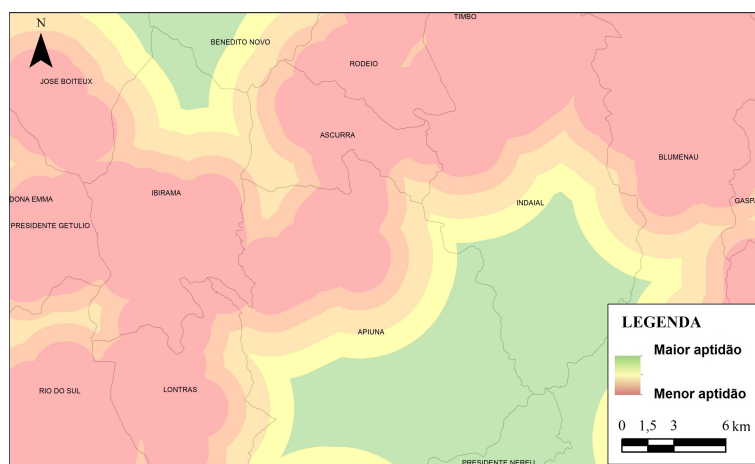 N
TIMBO
BENEDITO NOVO
RODEIO
JOSE BOITEUX
ASCURRA
BLUMENAU
IBIRAMA
DONA EMMA
INDAIAL
GASPA
PRESIDENTE GETULIO
APIUNA
LEGENDA
Maior aptidão
Menor aptidão
RIO DO SUL
LONTRAS
0 1,5 3 6 km
PRESIDENTE NEREU